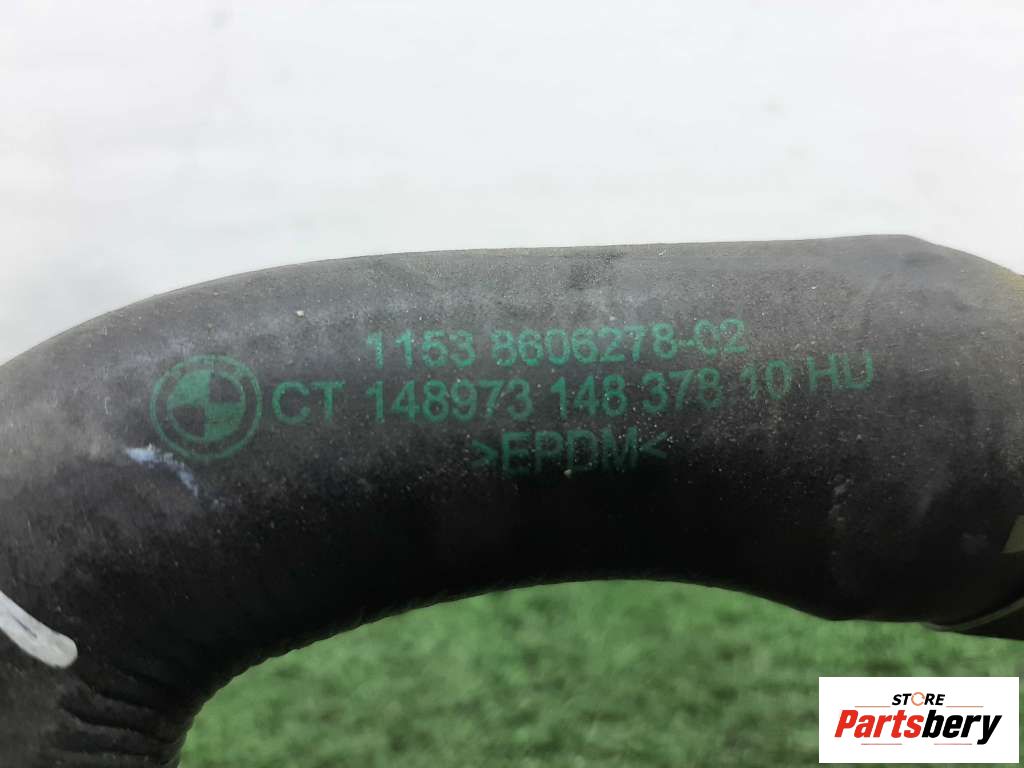 1153 8606278-02
CT 148973 148 378 10 HU
>EPDM<
STORE
Partsbery